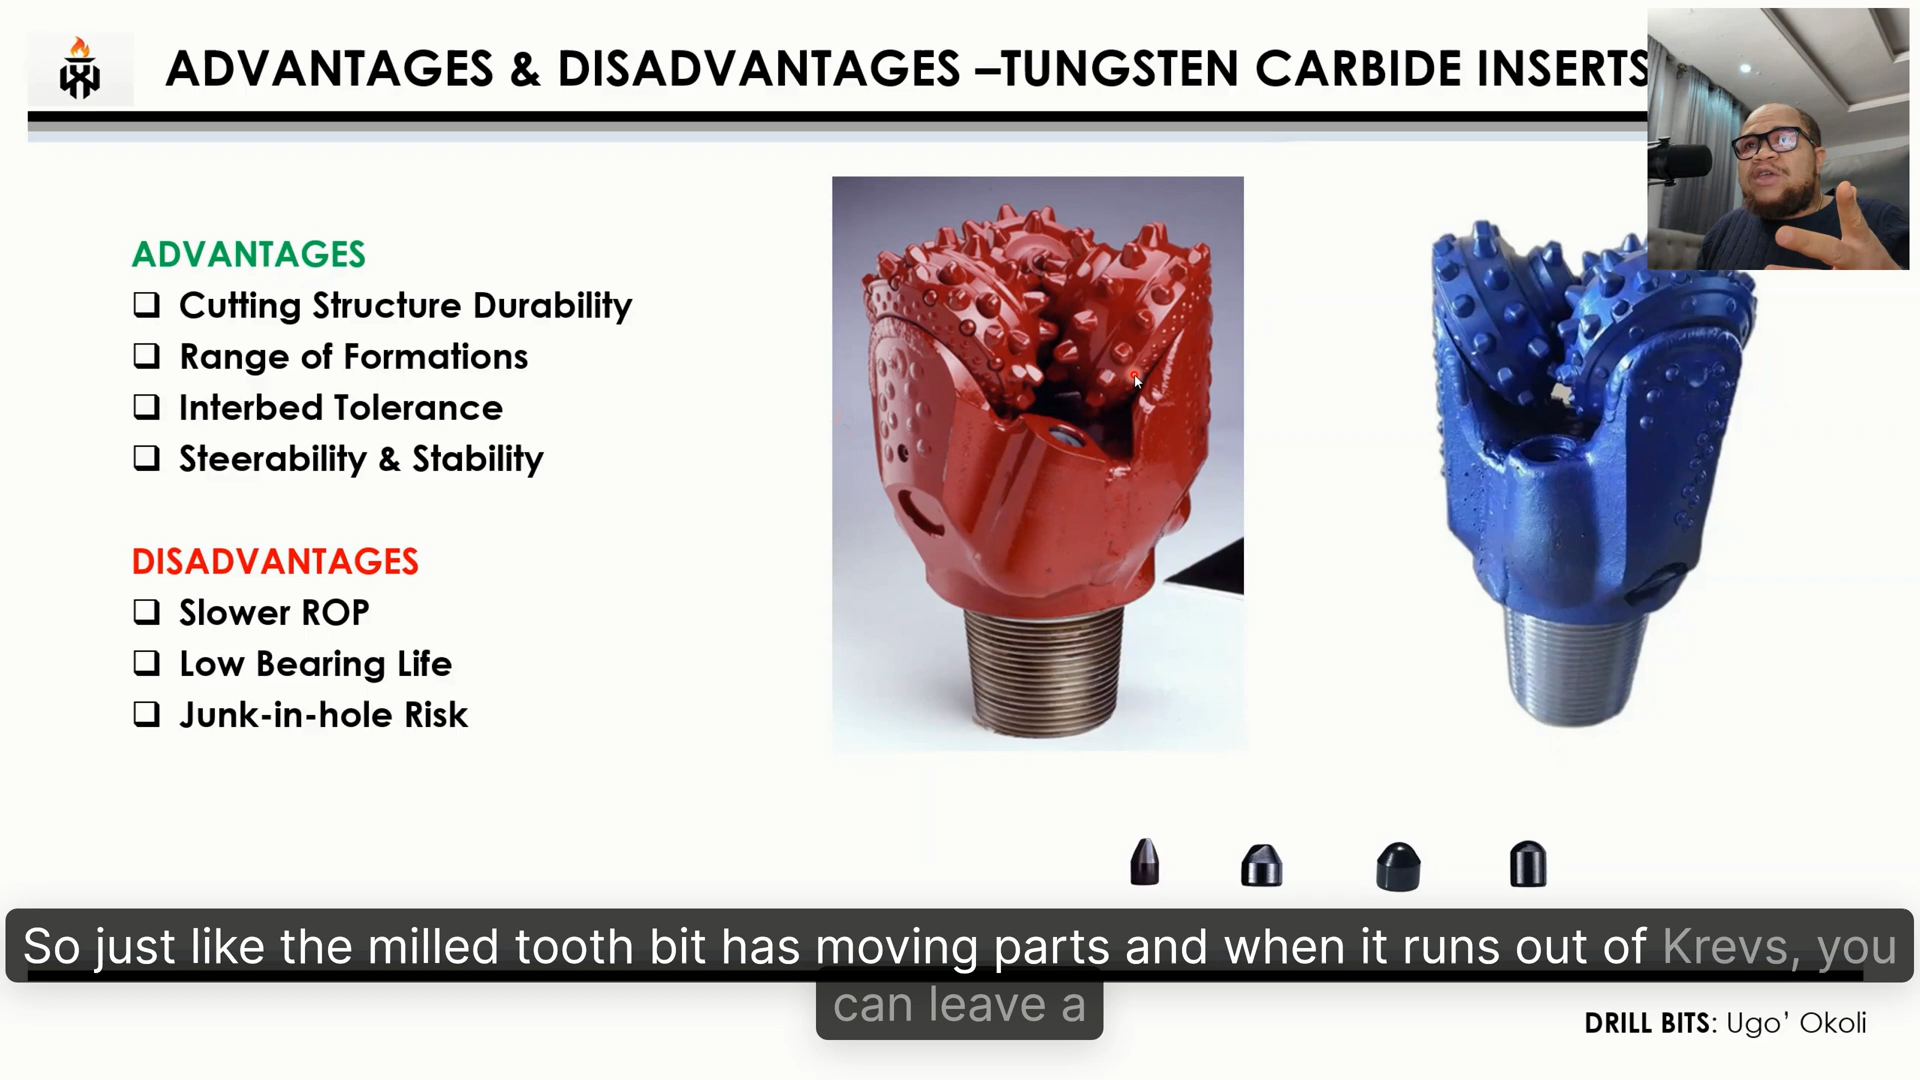 ADVANTAGES & DISADVANTAGES –TUNGSTEN CARBIDE INSERTS
ADVANTAGES
Cutting Structure Durability
Range of Formations
Interbed Tolerance
Steerability & Stability
DISADVANTAGES
Slower ROP
Low Bearing Life
Junk-in-hole Risk
So just like the milled tooth bit has moving parts and when it runs out of Krevs, you
can leave a
DRILL BITS: Ugo’ Okoli